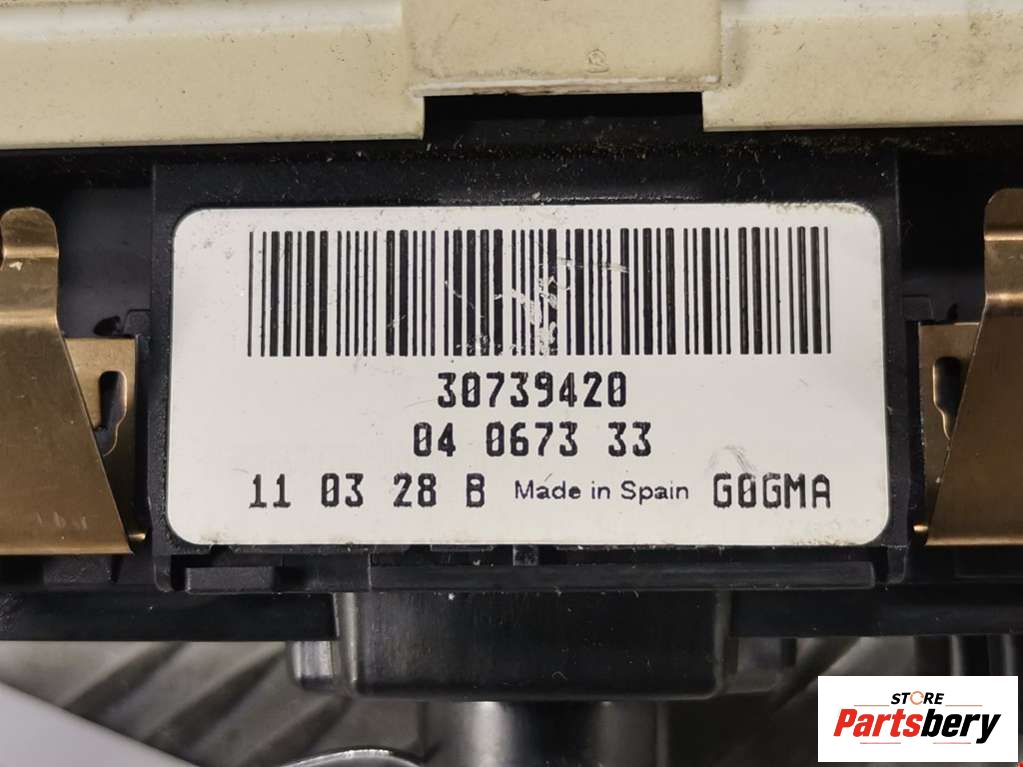 30739420
04 0673 33
11 03 28 B Made in Spain G0GMA
STORE
Partsbery